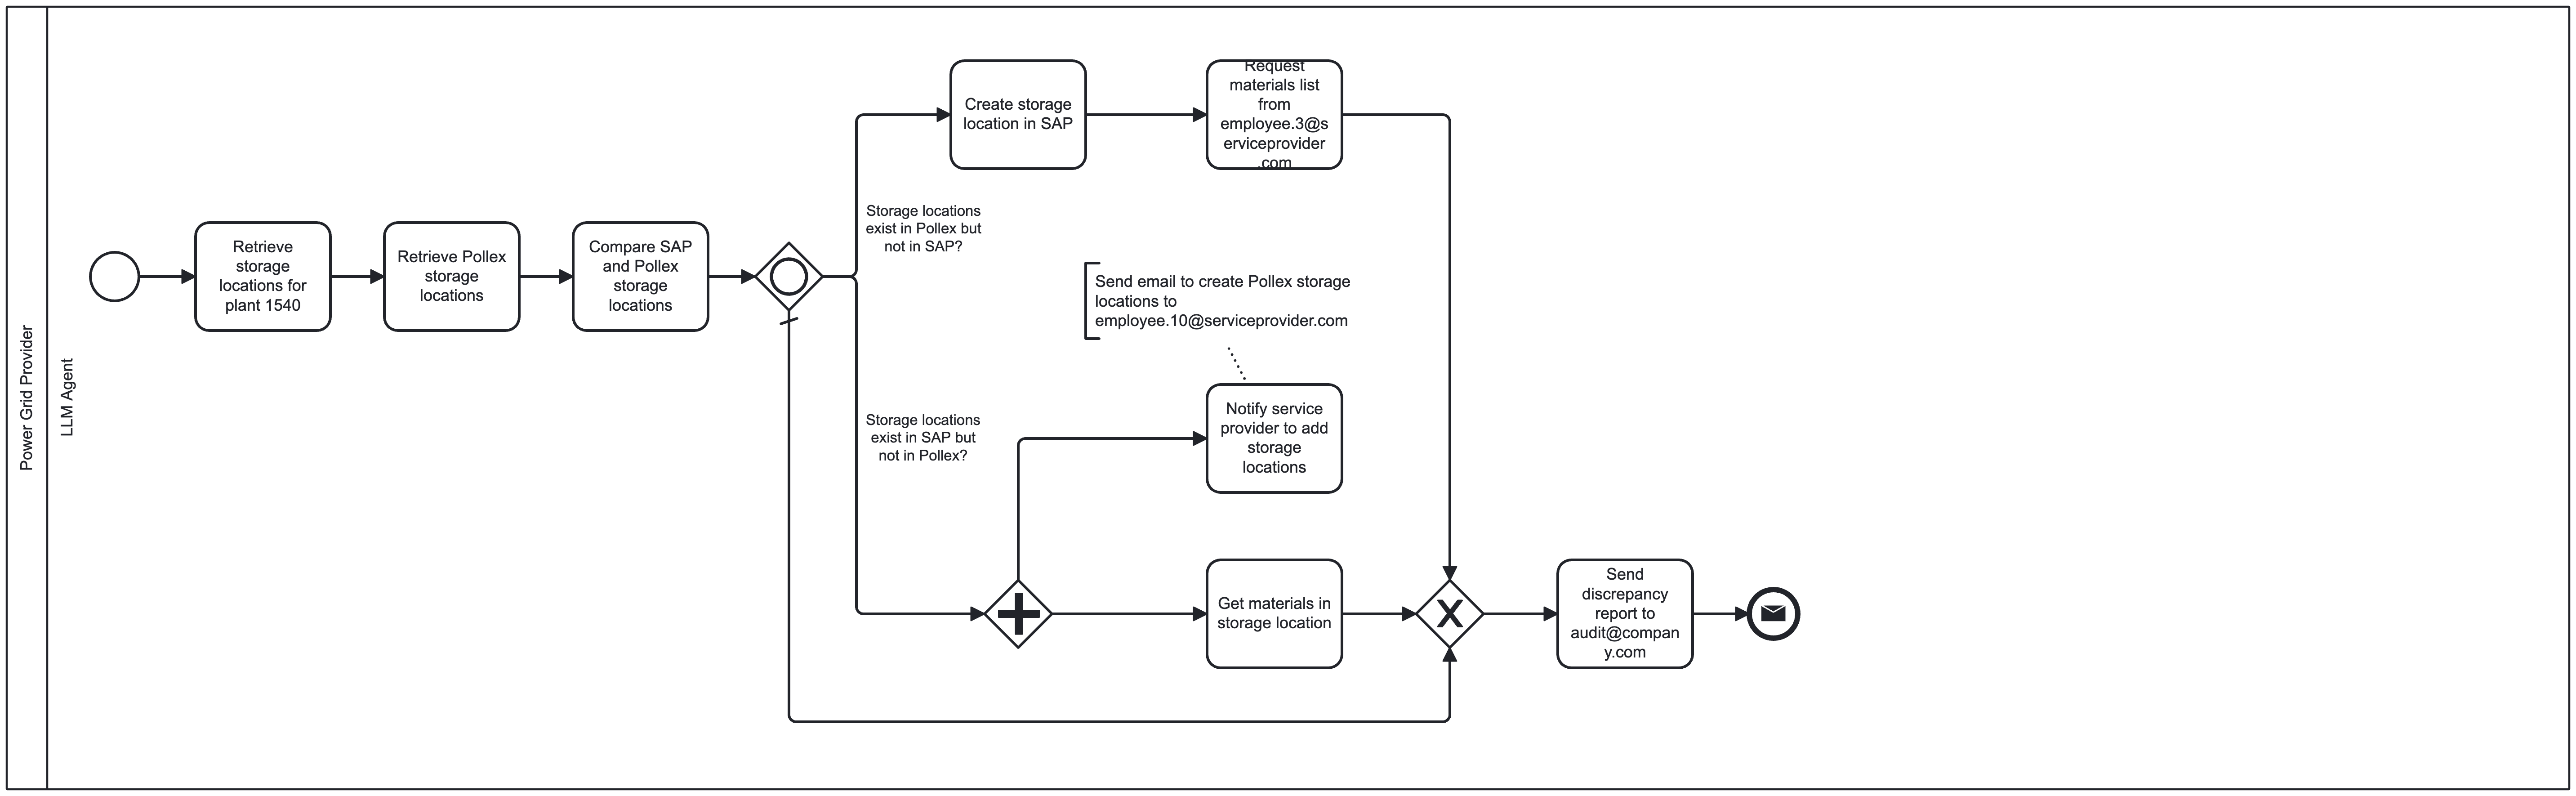 Power Grid Provider
LLM Agent
Retrieve
storage
locations for
plant 1540
Retrieve Pollex
storage
locations
Compare SAP
and Pollex
storage
locations
Storage locations
exist in Pollex but
not in SAP?
Create storage
location in SAP
Request
materials list
from
employee.3@s
erviceprovider
.com
Storage locations
exist in SAP but
not in Pollex?
Send email to create Pollex storage
locations to
employee.10@serviceprovider.com
Notify service
provider to add
storage
locations
Get materials in
storage location
X
Send
discrepancy
report to
audit@compan
y.com